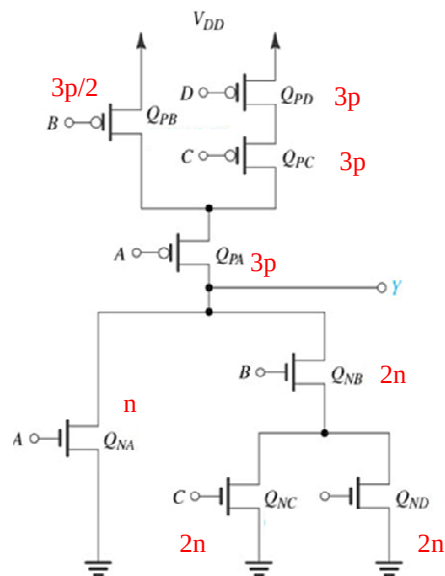 V_DD
3p/2
D
Q_PD
3p
B
Q_PB
C
Q_PC
3p
A
Q_PA
3p
Y
B
Q_NB
2n
n
A
Q_NA
C
Q_NC
Q_ND
2n
2n